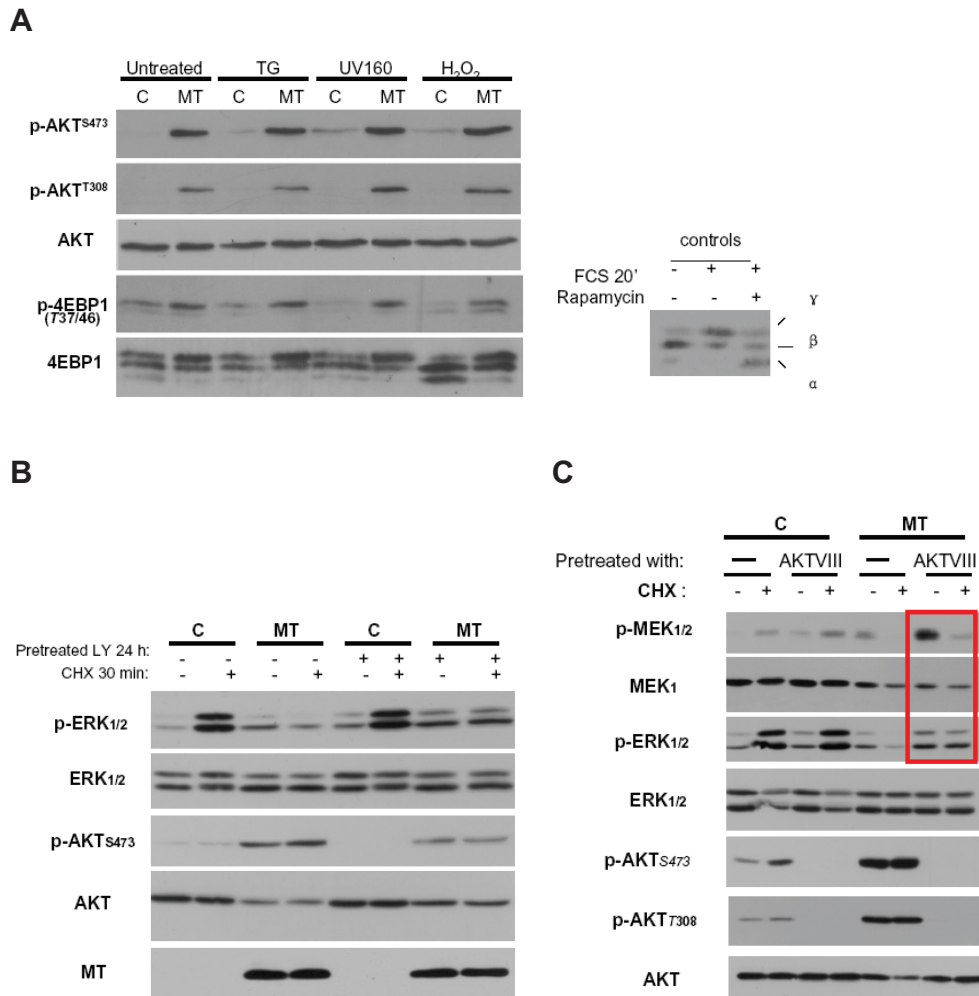 A
Untreated TG UV160 H₂O₂
C MT C MT C MT C MT
p-AKTS473
p-AKTT308
AKT
p-4EBP1
(T37/46)
4EBP1
controls
FCS 20' - + +
Rapamycin - - +
γ
β
α
B
C MT C MT
Pretreated LY 24 h: - - - - + + + +
CHX 30 min: - + - + - + - +
p-ERK1/2
ERK1/2
p-AKTS473
AKT
MT
C
C MT
Pretreated with: — AKTVIII — AKTVIII
CHX : - + - + - + - +
p-MEK1/2
MEK1
p-ERK1/2
ERK1/2
p-AKTS473
p-AKTT308
AKT